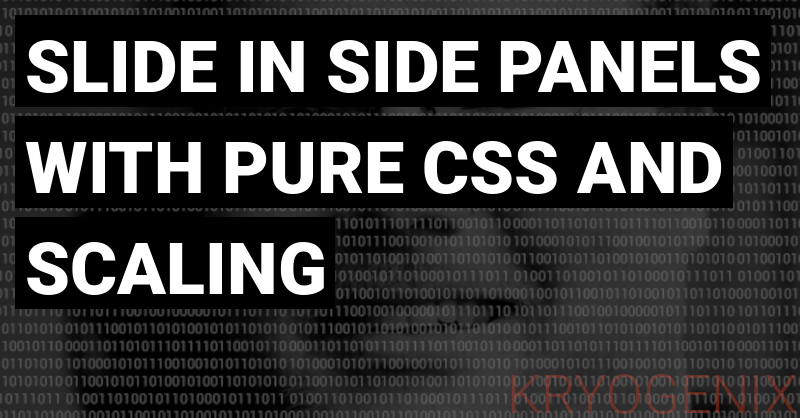 SLIDE IN SIDE PANELS
WITH PURE CSS AND
SCALING
KRYOGENIX